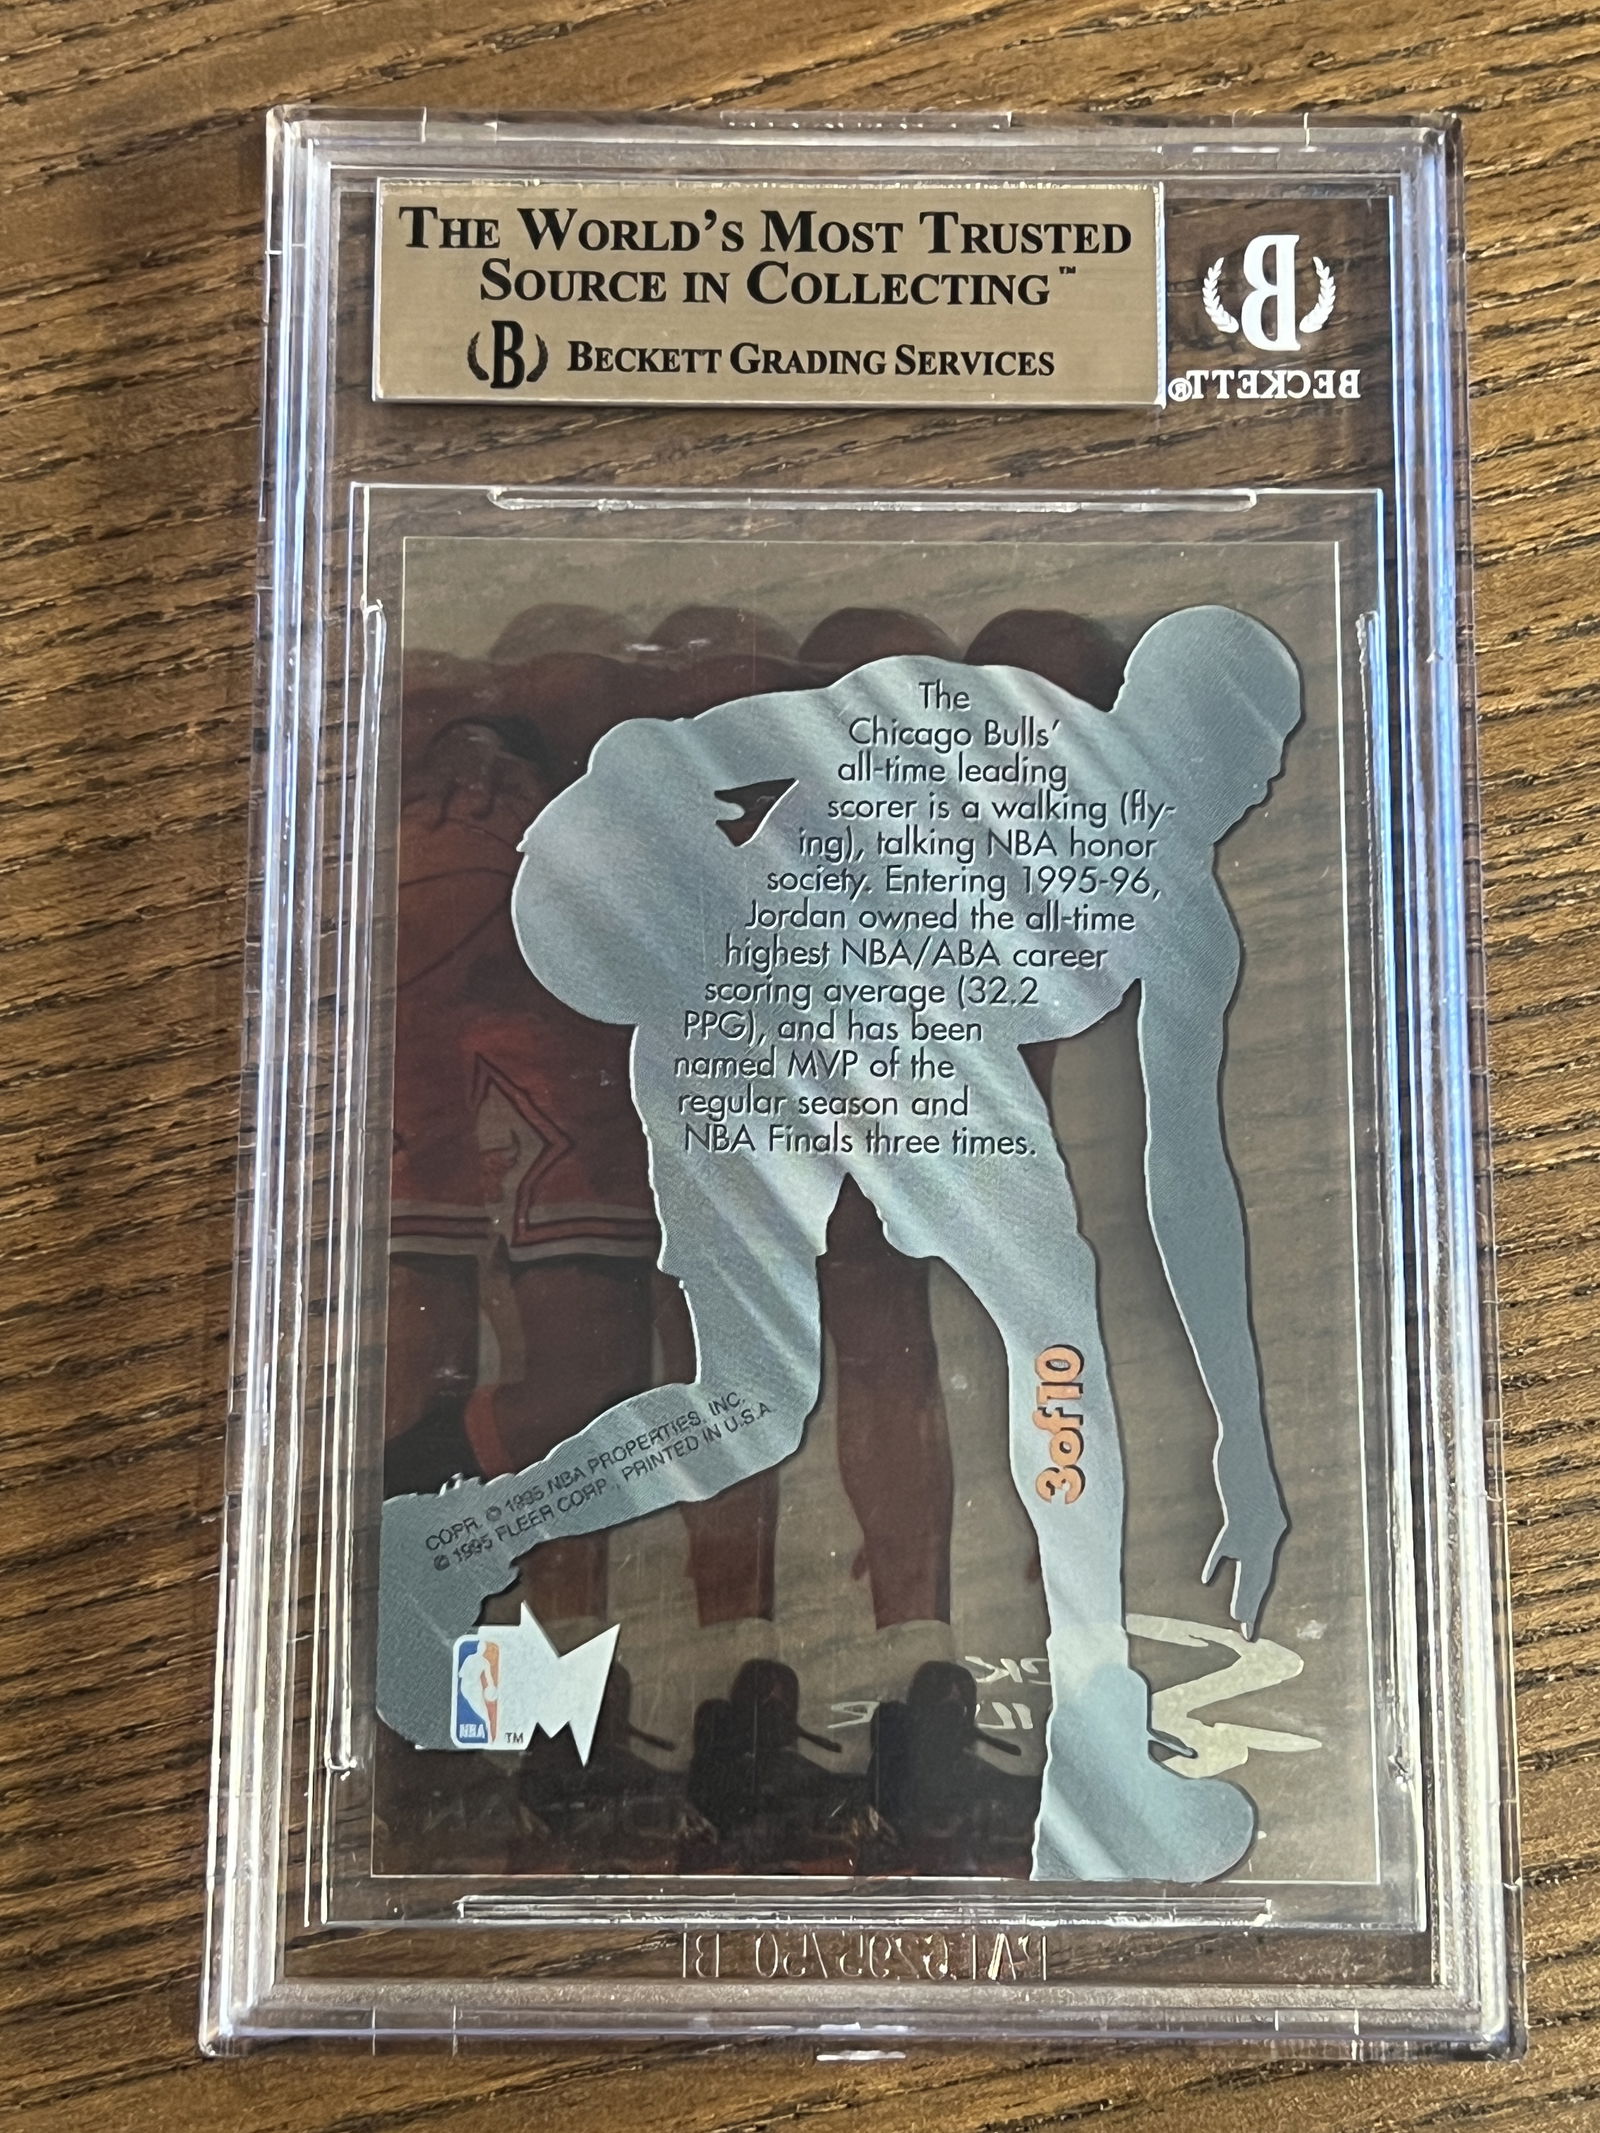 THE WORLD'S MOST TRUSTED
SOURCE IN COLLECTING™
B BECKETT GRADING SERVICES
B
BECKETT®
The
Chicago Bulls'
all-time leading
scorer is a walking (fly-
ing), talking NBA honor
society. Entering 1995-96,
Jordan owned the all-time
highest NBA/ABA career
scoring average (32.2
PPG), and has been
named MVP of the
regular season and
NBA Finals three times.
3 of 10
COPR. © 1995 NBA PROPERTIES, INC.
© 1995 FLEER CORP., PRINTED IN U.S.A
NBA
TM